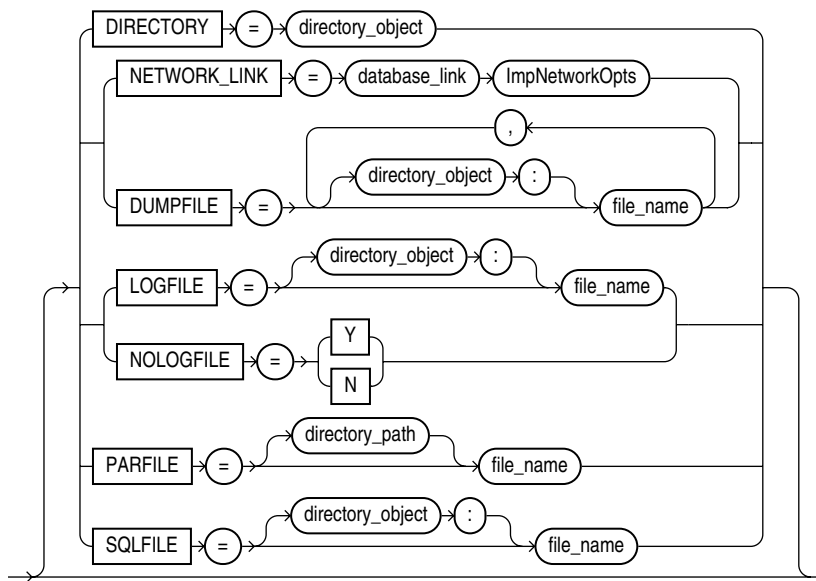 DIRECTORY = directory_object
NETWORK_LINK = database_link ImpNetworkOpts
,
directory_object :
DUMPFILE = file_name
directory_object :
LOGFILE = file_name
Y
NOLOGFILE =
N
directory_path
PARFILE = file_name
directory_object :
SQLFILE = file_name